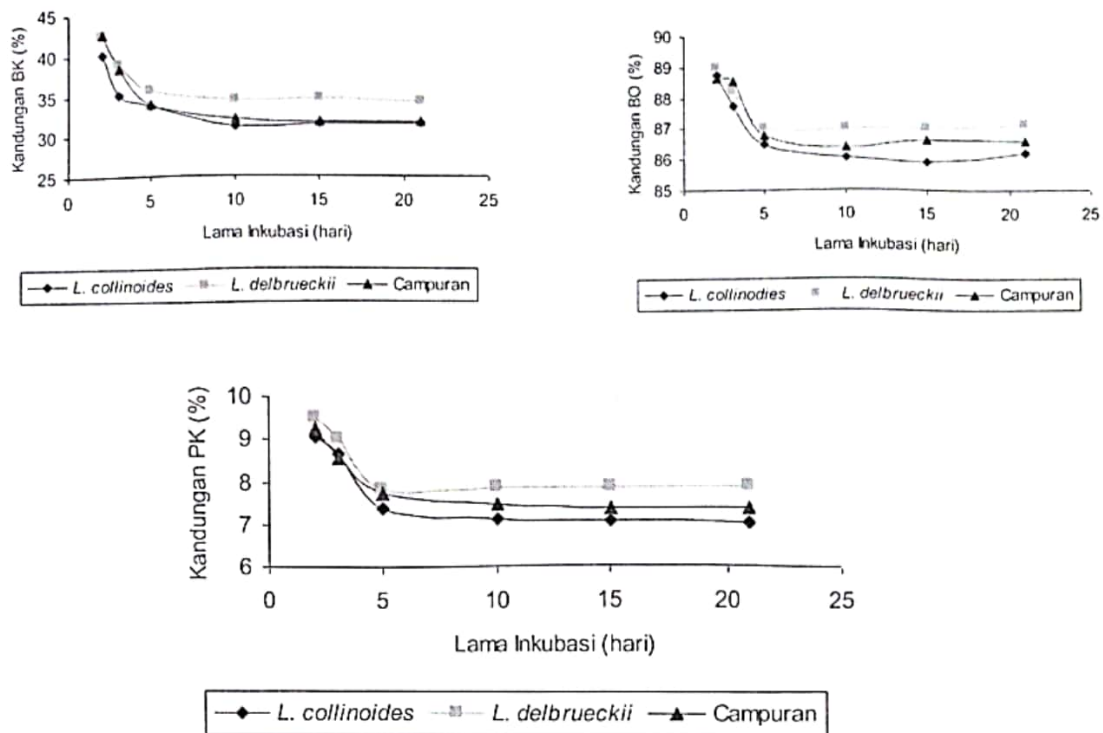 Kandungan BK (%)
45
40
35
30
25
0 5 10 15 20 25
Lama Inkubasi (hari)
L. collinoides L. delbrueckii Campuran
Kandungan BO (%)
90
89
88
87
86
85
0 5 10 15 20 25
Lama Inkubasi (hari)
L. collinodies L. delbrueckii Campuran
Kandungan PK (%)
10
9
8
7
6
0 5 10 15 20 25
Lama Inkubasi (hari)
L. collinoides L. delbrueckii Campuran